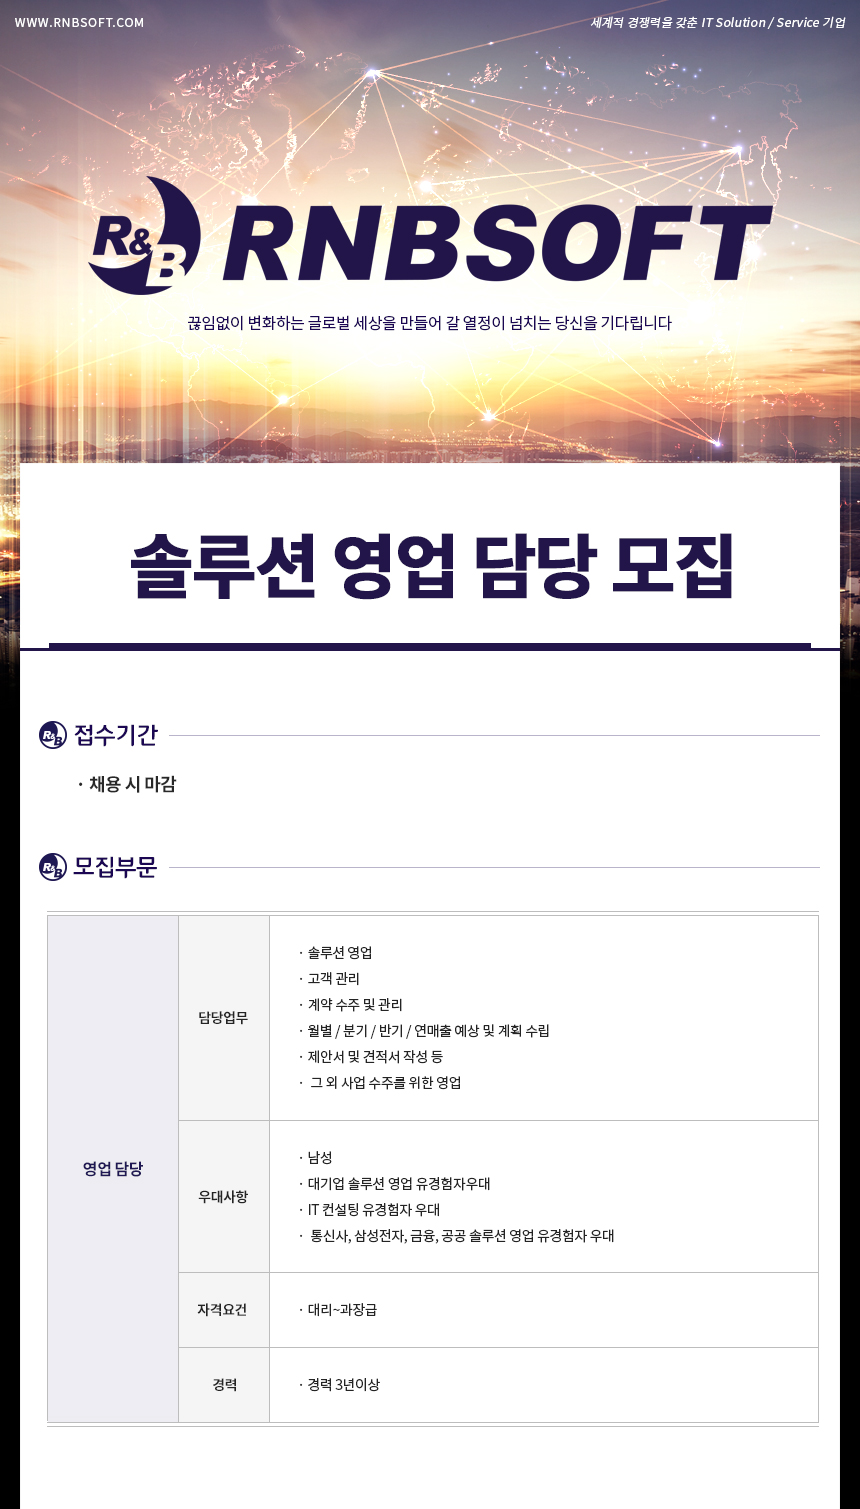 WWW.RNBSOFT.COM
세계적 경쟁력을 갖춘 IT Solution / Service 기업
R&B RNBSOFT
끊임없이 변화하는 글로벌 세상을 만들어 갈 열정이 넘치는 당신을 기다립니다
솔루션 영업 담당 모집
R&B 접수기간
· 채용 시 마감
R&B 모집부문
영업 담당
담당업무
· 솔루션 영업
· 고객 관리
· 계약 수주 및 관리
· 월별 / 분기 / 반기 / 연매출 예상 및 계획 수립
· 제안서 및 견적서 작성 등
· 그 외 사업 수주를 위한 영업
우대사항
· 남성
· 대기업 솔루션 영업 유경험자우대
· IT 컨설팅 유경험자 우대
· 통신사, 삼성전자, 금융, 공공 솔루션 영업 유경험자 우대
자격요건
· 대리~과장급
경력
· 경력 3년이상